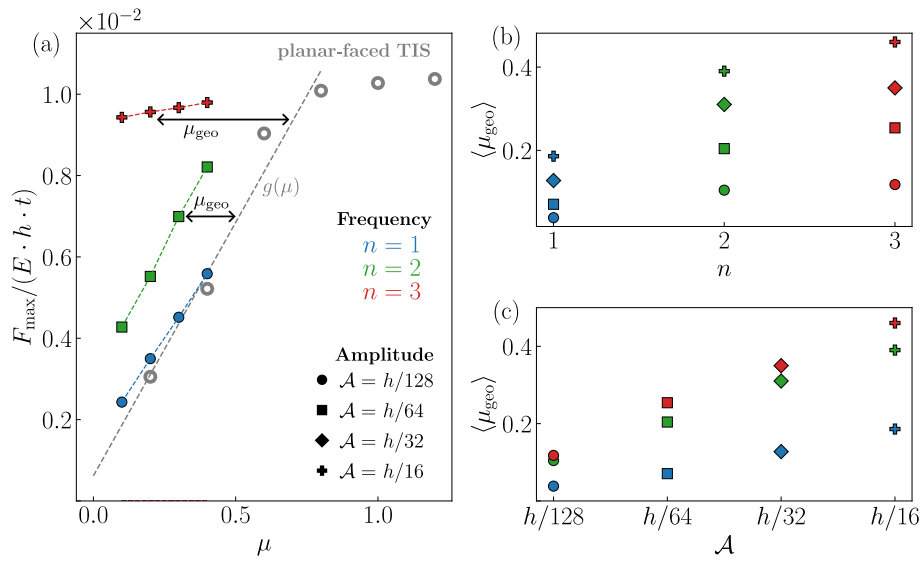 ×10⁻²
(a)
planar-faced TIS
μ_geo
g(μ)
μ_geo
Frequency
n = 1
n = 2
n = 3
Amplitude
𝒜 = h/128
𝒜 = h/64
𝒜 = h/32
𝒜 = h/16
F_max/(E · h · t)
1.0
0.8
0.6
0.4
0.2
0.0 0.5 1.0
μ
(b)
⟨μ_geo⟩
0.4
0.2
1 2 3
n
(c)
⟨μ_geo⟩
0.4
0.2
h/128 h/64 h/32 h/16
𝒜